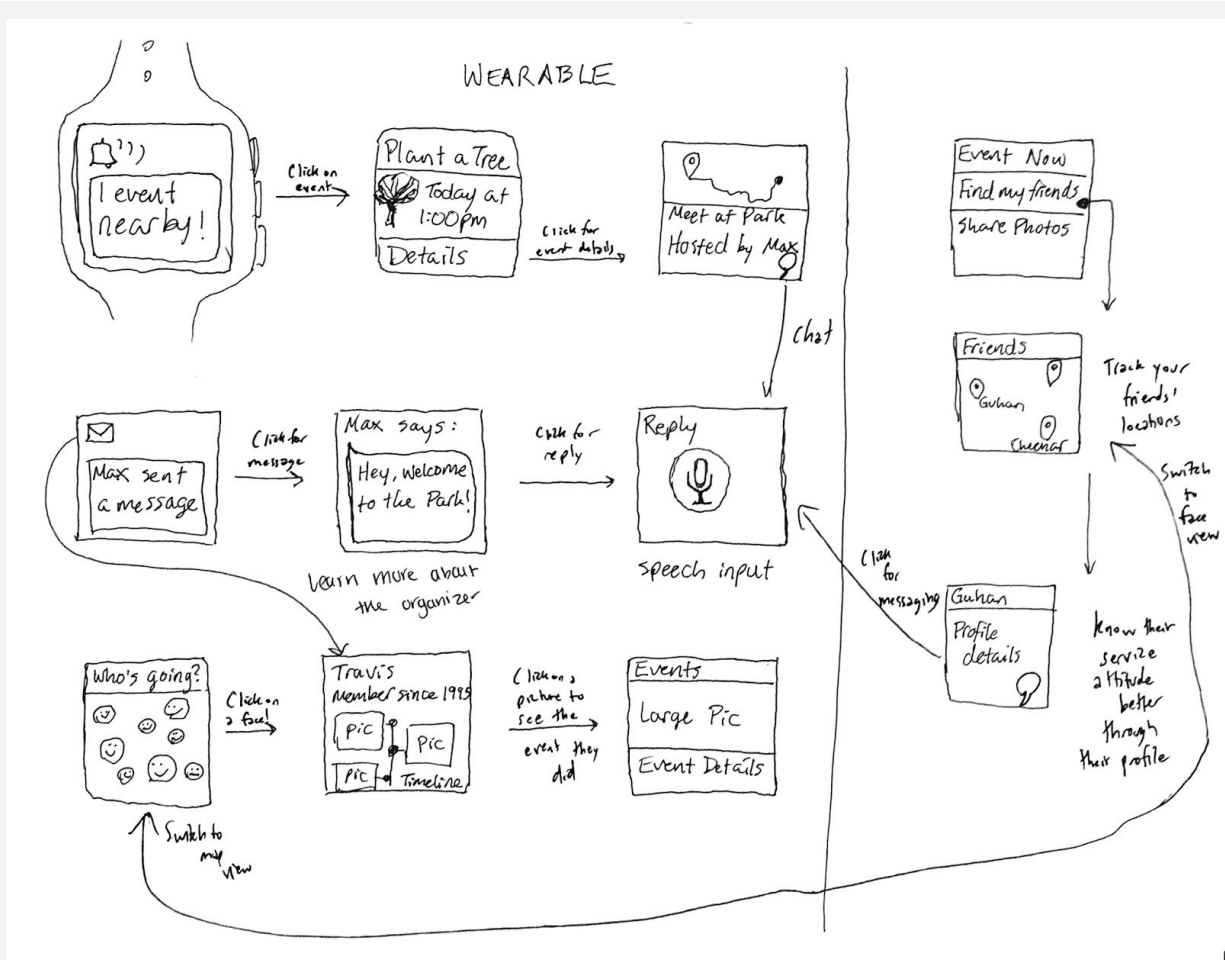 WEARABLE
1 event
nearby!
Click on
event
Plant a Tree
Today at
1:00pm
Details
Click for
event details
Meet at Park
Hosted by Max
Chat
Max sent
a message
Click for
message
Max says:
Hey, welcome
to the Park!
Learn more about
the organizer
Click for
reply
Reply
speech input
Who's going?
Click on
a face!
Travis
Member since 1995
Pic
Pic
Pic
Timeline
Click on a
picture to
see the
event they
did
Events
Large Pic
Event Details
Switch to
map
view
Event Now
Find my friends
Share Photos
Friends
Guhan
Track your
friends'
locations
Switch
to
face
view
Click
for
messaging
Guhan
Profile
details
Know their
service
attitude
better
through
their profile